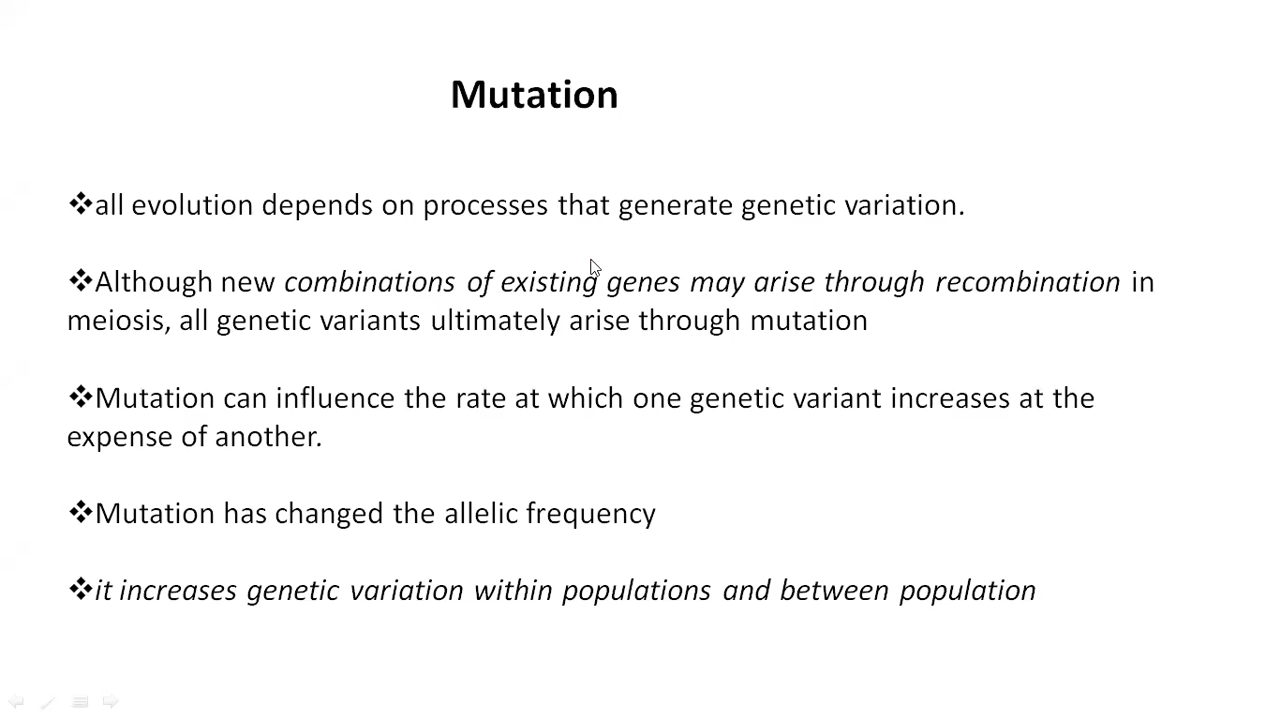 Mutation
❖all evolution depends on processes that generate genetic variation.
❖Although new combinations of existing genes may arise through recombination in
meiosis, all genetic variants ultimately arise through mutation
❖Mutation can influence the rate at which one genetic variant increases at the
expense of another.
❖Mutation has changed the allelic frequency
❖it increases genetic variation within populations and between population